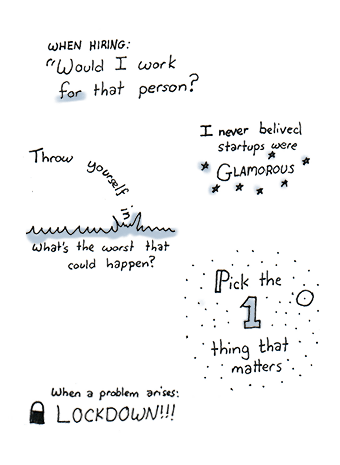 WHEN HIRING:
"Would I work
for that person?
I never belived
startups were
GLAMOROUS
Throw yourself in
What's the worst that
could happen?
Pick the
1
thing that
matters
When a problem arises:
LOCKDOWN!!!